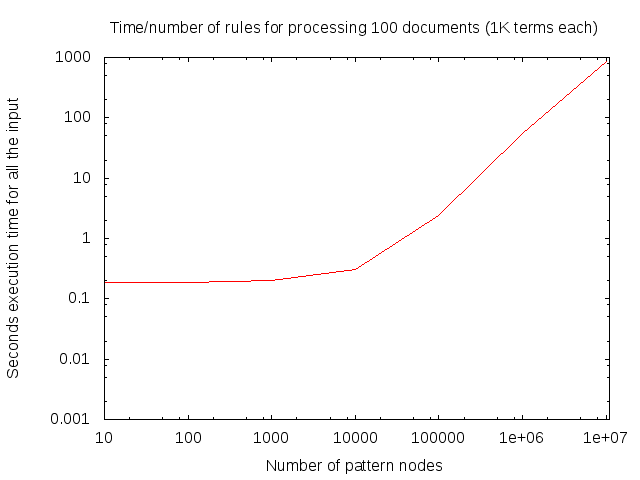 Time/number of rules for processing 100 documents (1K terms each)
1000
100
10
1
0.1
0.01
0.001
Seconds execution time for all the input
10 100 1000 10000 100000 1e+06 1e+07
Number of pattern nodes